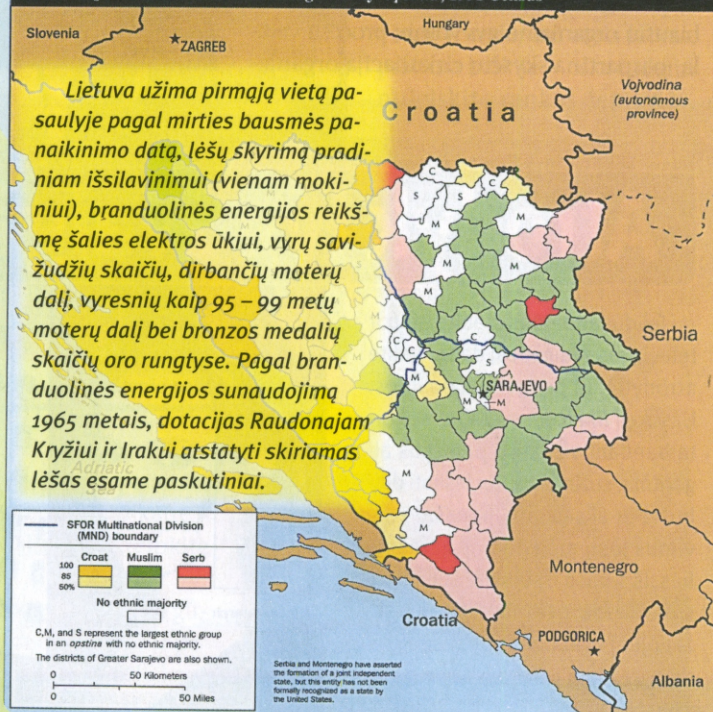 Slovenia
ZAGREB
Hungary
Vojvodina
(autonomous
province)
Croatia
Lietuva užima pirmąją vietą pa-
saulyje pagal mirties bausmės pa-
naikinimo datą, lėšų skyrimą pradi-
niam išsilavinimui (vienam moki-
niui), branduolinės energijos reikš-
mę šalies elektros ūkiui, vyrų savi-
žudžių skaičių, dirbančių moterų
dalį, vyresnių kaip 95 – 99 metų
moterų dalį bei bronzos medalių
skaičių oro rungtyse. Pagal bran-
duolinės energijos sunaudojimą
1965 metais, dotacijas Raudonajam
Kryžiui ir Irakui atstatyti skiriamas
lėšas esame paskutiniai.
C
C
C
S
S
M
M
M
M
M
C
C
C
S
M
SARAJEVO
M
M
M
M
Serbia
Adriatic
Sea
SFOR Multinational Division
(MND) boundary
Croat Muslim Serb
100
85
50%
No ethnic majority
C,M, and S represent the largest ethnic group
in an opstina with no ethnic majority.
The districts of Greater Sarajevo are also shown.
0 50 Kilometers
0 50 Miles
Montenegro
Croatia
PODGORICA
Albania
Serbia and Montenegro have asserted
the formation of a joint independent
state, but this entity has not been
formally recognized as a state by
the United States.